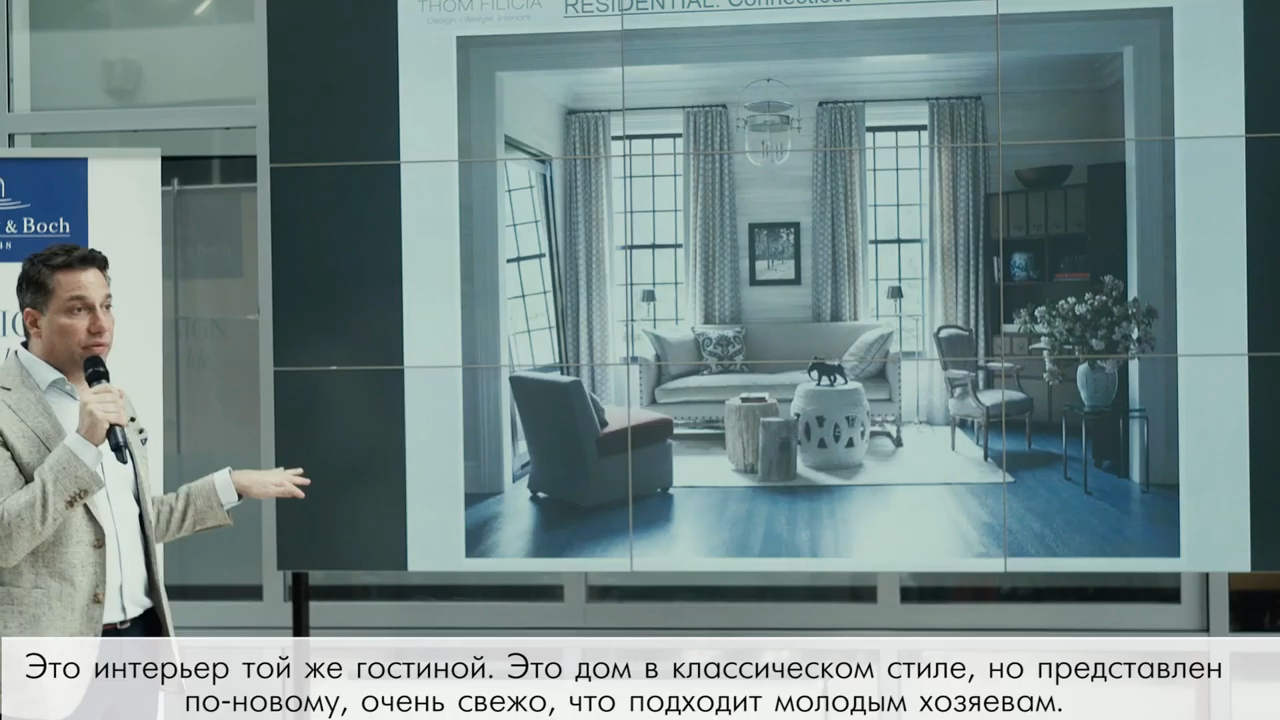 THOM FILICIA
Design Lifestyle Interiors
RESIDENTIAL: Connecticut
& Boch
Это интерьер той же гостиной. Это дом в классическом стиле, но представлен
по-новому, очень свежо, что подходит молодым хозяевам.